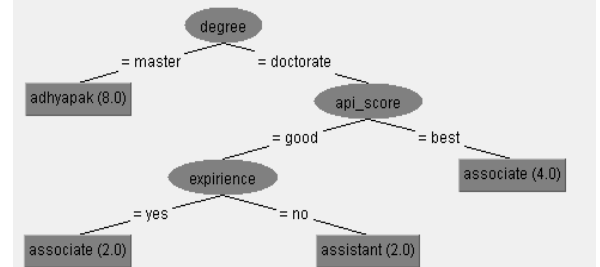 degree
= master
= doctorate
adhyapak (8.0)
api_score
= good
= best
expirience
associate (4.0)
= yes
= no
associate (2.0)
assistant (2.0)